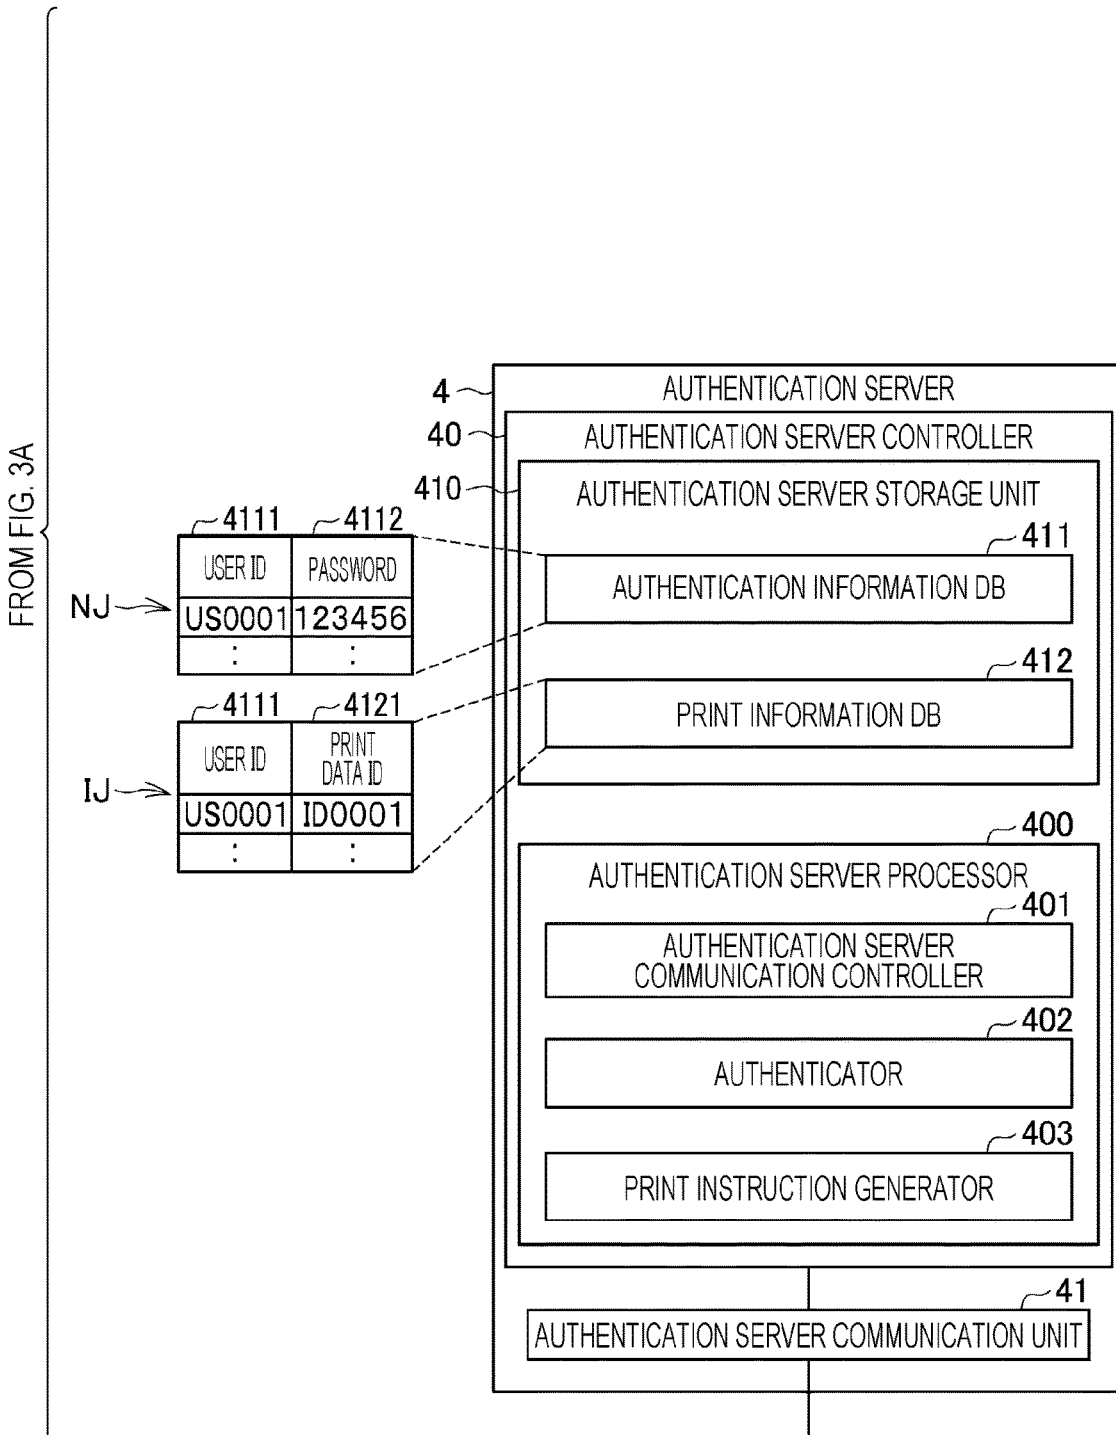 FROM FIG. 3A
4 AUTHENTICATION SERVER
40 AUTHENTICATION SERVER CONTROLLER
410 AUTHENTICATION SERVER STORAGE UNIT
411
AUTHENTICATION INFORMATION DB
412
PRINT INFORMATION DB
4111 4112
USER ID PASSWORD
NJ
US0001 123456
: :
4111 4121
USER ID PRINT
DATA ID
IJ
US0001 ID0001
: :
400
AUTHENTICATION SERVER PROCESSOR
401
AUTHENTICATION SERVER
COMMUNICATION CONTROLLER
402
AUTHENTICATOR
403
PRINT INSTRUCTION GENERATOR
41
AUTHENTICATION SERVER COMMUNICATION UNIT